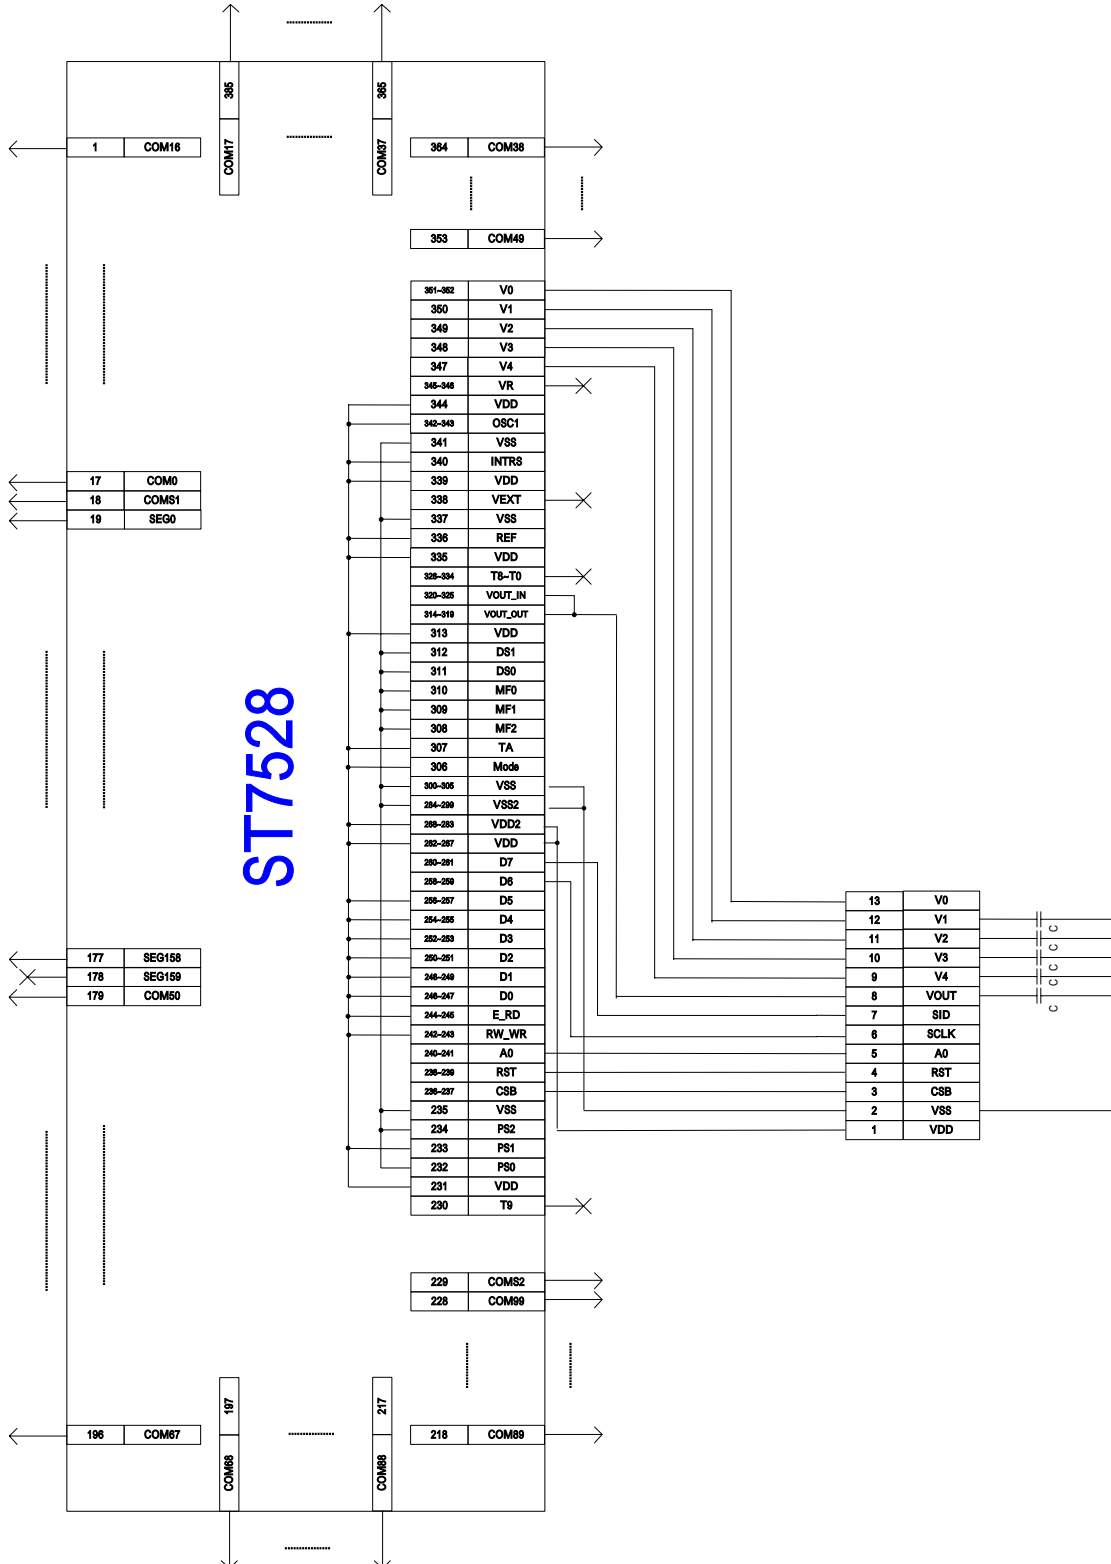 385
COM17
365
COM37
1 COM16
364 COM38
353 COM49
351~352 V0
350 V1
349 V2
348 V3
347 V4
345~346 VR
344 VDD
342~343 OSC1
341 VSS
340 INTRS
339 VDD
338 VEXT
337 VSS
336 REF
335 VDD
326~334 T8~T0
320~325 VOUT_IN
314~319 VOUT_OUT
313 VDD
312 DS1
311 DS0
310 MF0
309 MF1
308 MF2
307 TA
306 Mode
300~305 VSS
284~299 VSS2
268~283 VDD2
262~267 VDD
260~261 D7
258~259 D6
256~257 D5
254~255 D4
252~253 D3
250~251 D2
248~249 D1
246~247 D0
244~245 E_RD
242~243 RW_WR
240~241 A0
238~239 RST
236~237 CSB
235 VSS
234 PS2
233 PS1
232 PS0
231 VDD
230 T9
229 COMS2
228 COM99
218 COM89
17 COM0
18 COMS1
19 SEG0
ST7528
177 SEG158
178 SEG159
179 COM50
196 COM67
197
COM68
217
COM88
13 V0
12 V1
C
11 V2
C
10 V3
C
9 V4
C
8 VOUT
C
7 SID
6 SCLK
5 A0
4 RST
3 CSB
2 VSS
1 VDD